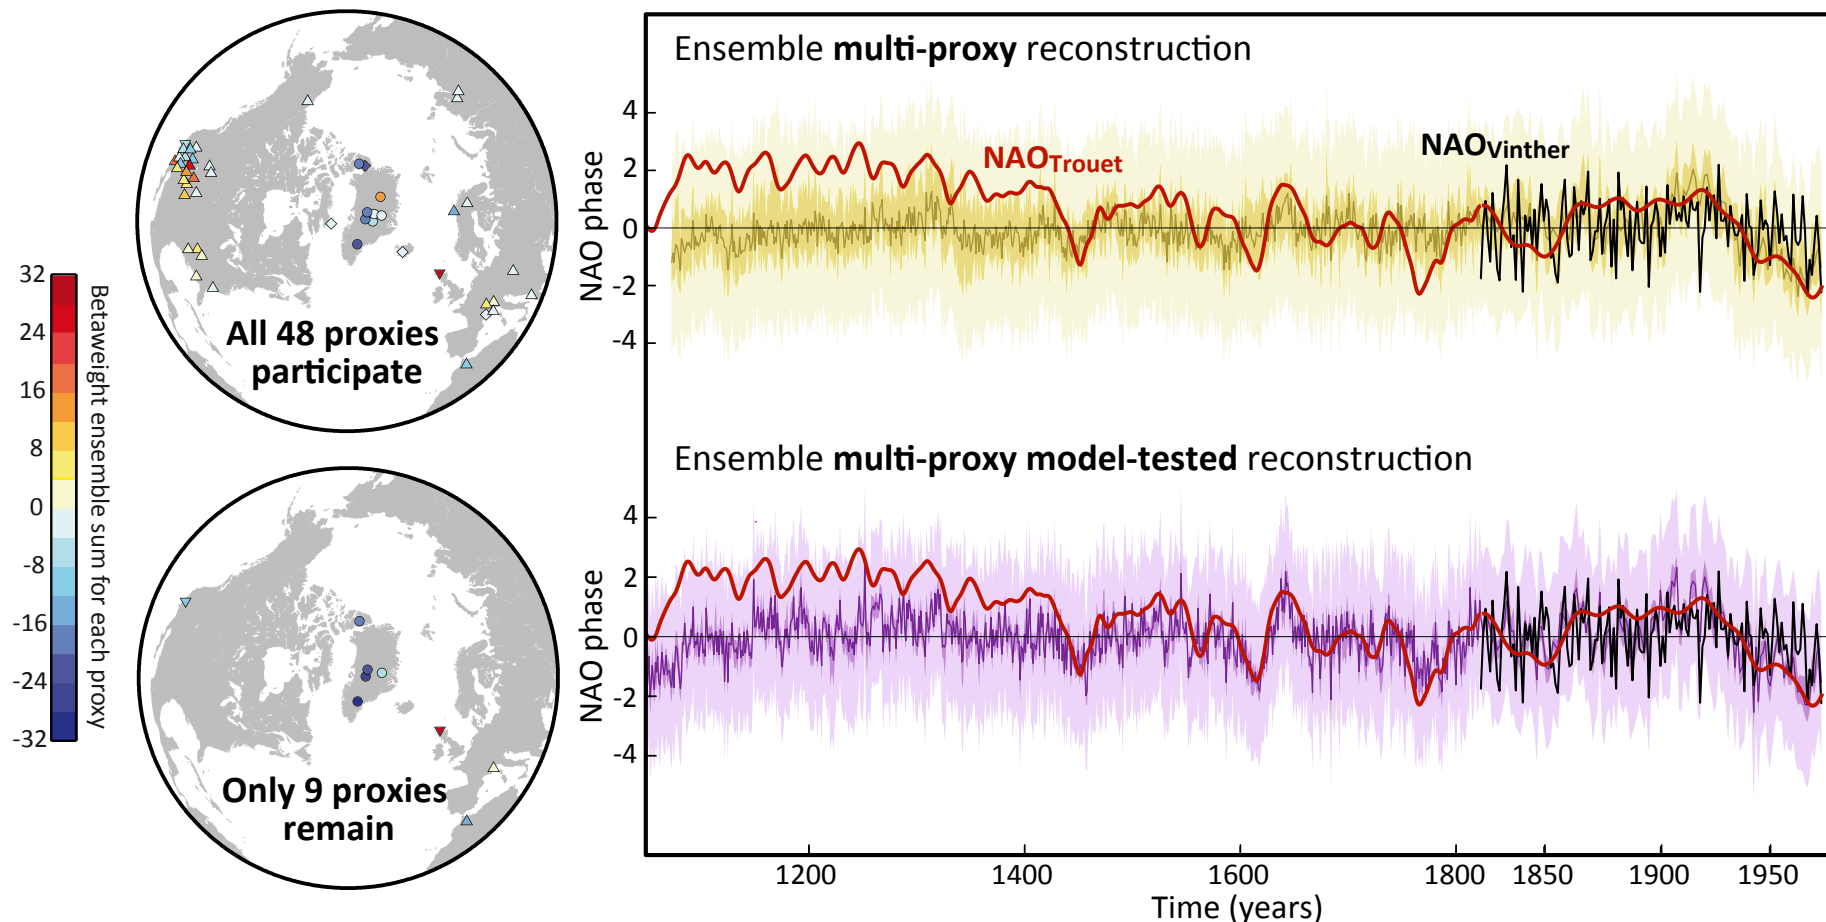 Ensemble multi-proxy reconstruction
4
2
0
-2
-4
NAO phase
NAOTrouet
NAOVinther
All 48 proxies
participate
32
24
16
8
0
-8
-16
-24
-32
Betaweight ensemble sum for each proxy
Ensemble multi-proxy model-tested reconstruction
4
2
0
-2
-4
NAO phase
Only 9 proxies
remain
1200
1400
1600
1800
1850
1900
1950
Time (years)